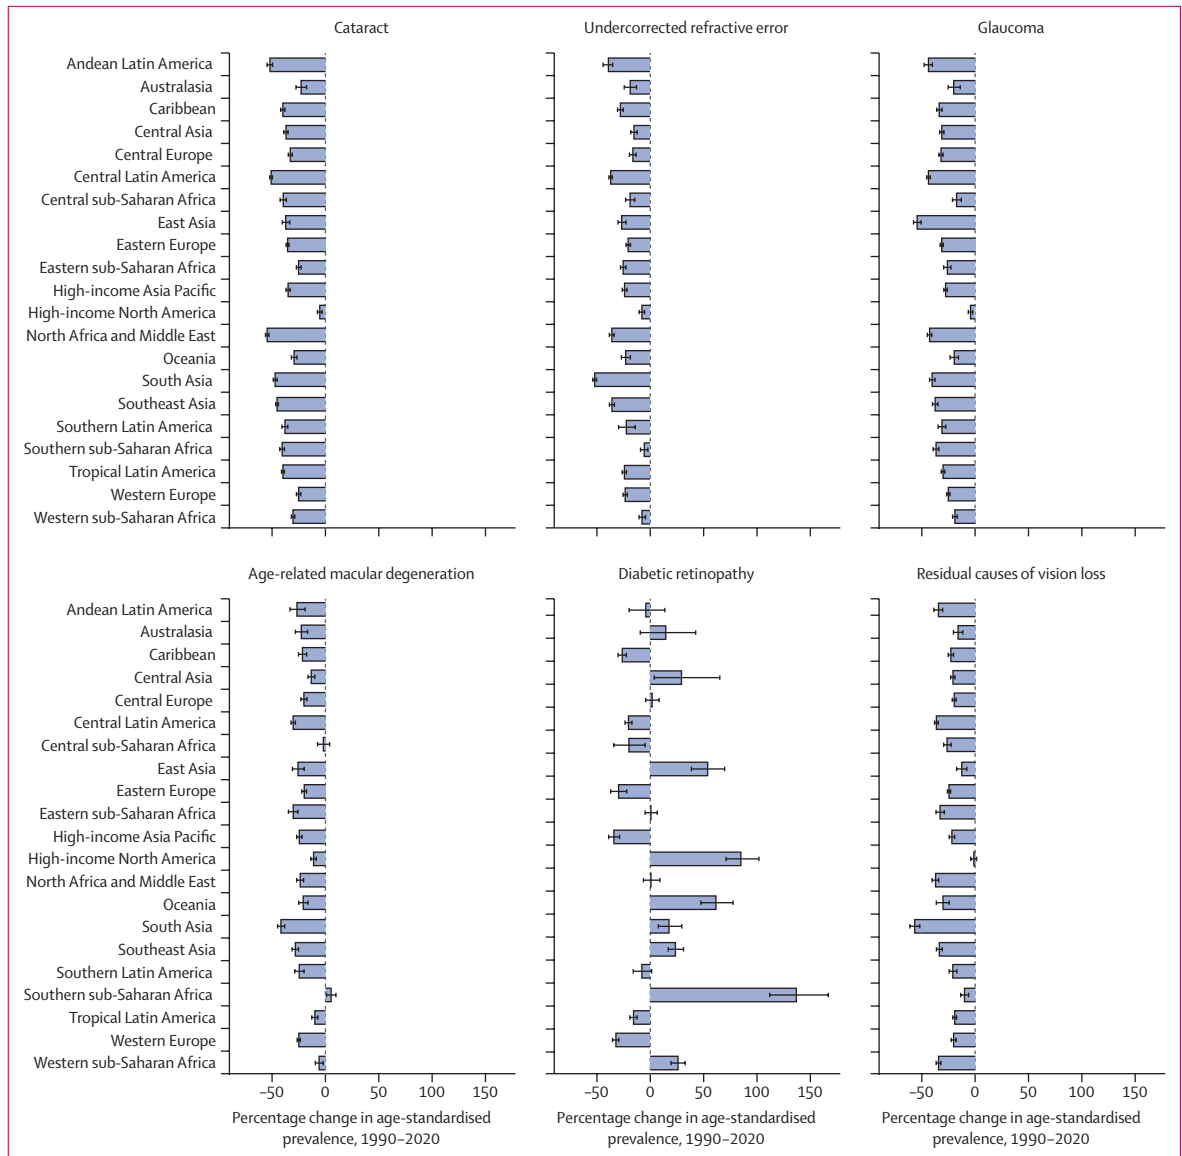 Cataract
Undercorrected refractive error
Glaucoma
Andean Latin America
Australasia
Caribbean
Central Asia
Central Europe
Central Latin America
Central sub-Saharan Africa
East Asia
Eastern Europe
Eastern sub-Saharan Africa
High-income Asia Pacific
High-income North America
North Africa and Middle East
Oceania
South Asia
Southeast Asia
Southern Latin America
Southern sub-Saharan Africa
Tropical Latin America
Western Europe
Western sub-Saharan Africa
Age-related macular degeneration
Diabetic retinopathy
Residual causes of vision loss
Andean Latin America
Australasia
Caribbean
Central Asia
Central Europe
Central Latin America
Central sub-Saharan Africa
East Asia
Eastern Europe
Eastern sub-Saharan Africa
High-income Asia Pacific
High-income North America
North Africa and Middle East
Oceania
South Asia
Southeast Asia
Southern Latin America
Southern sub-Saharan Africa
Tropical Latin America
Western Europe
Western sub-Saharan Africa
–50 0 50 100 150
–50 0 50 100 150
–50 0 50 100 150
Percentage change in age-standardised
prevalence, 1990–2020
Percentage change in age-standardised
prevalence, 1990–2020
Percentage change in age-standardised
prevalence, 1990–2020